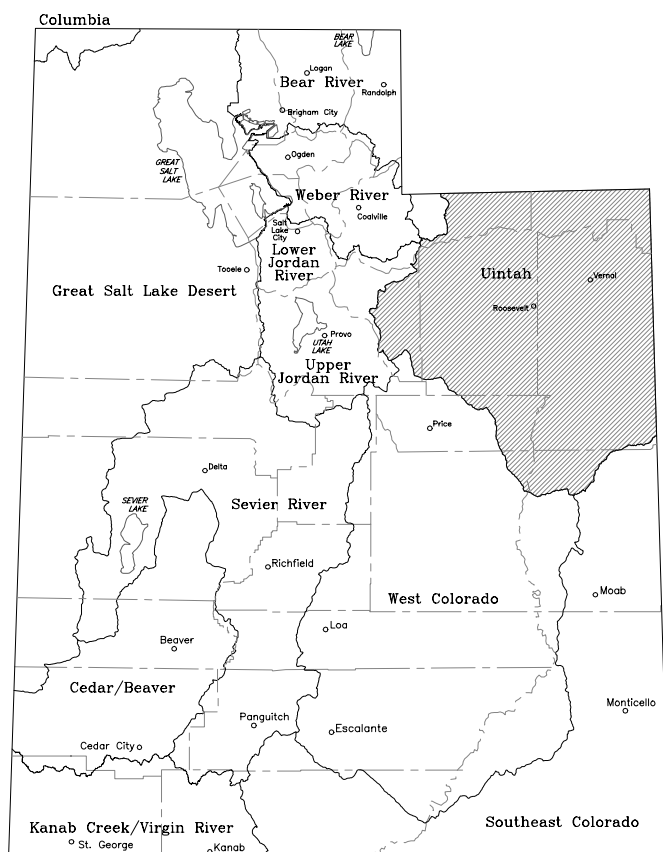 Columbia
BEAR
LAKE
Logan
Bear River
Randolph
Brigham City
Ogden
GREAT
SALT
LAKE
Weber River
Coalville
Salt
Lake
City
Lower
Jordan
River
Tooele
Uintah
Vernal
Great Salt Lake Desert
Roosevelt
Provo
UTAH
LAKE
Upper
Jordan River
Price
Delta
SEVIER
LAKE
Sevier River
Richfield
West Colorado
Moab
Loa
Beaver
Cedar/Beaver
Monticello
Panguitch
Escalante
Cedar City
Southeast Colorado
Kanab Creek/Virgin River
St. George
Kanab